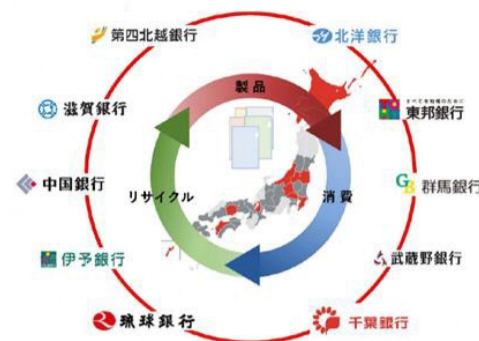 第四北越銀行
北洋銀行
製品
滋賀銀行
すべてを地域のために
東邦銀行
中国銀行
リサイクル
消費
群馬銀行
伊予銀行
武蔵野銀行
琉球銀行
千葉銀行